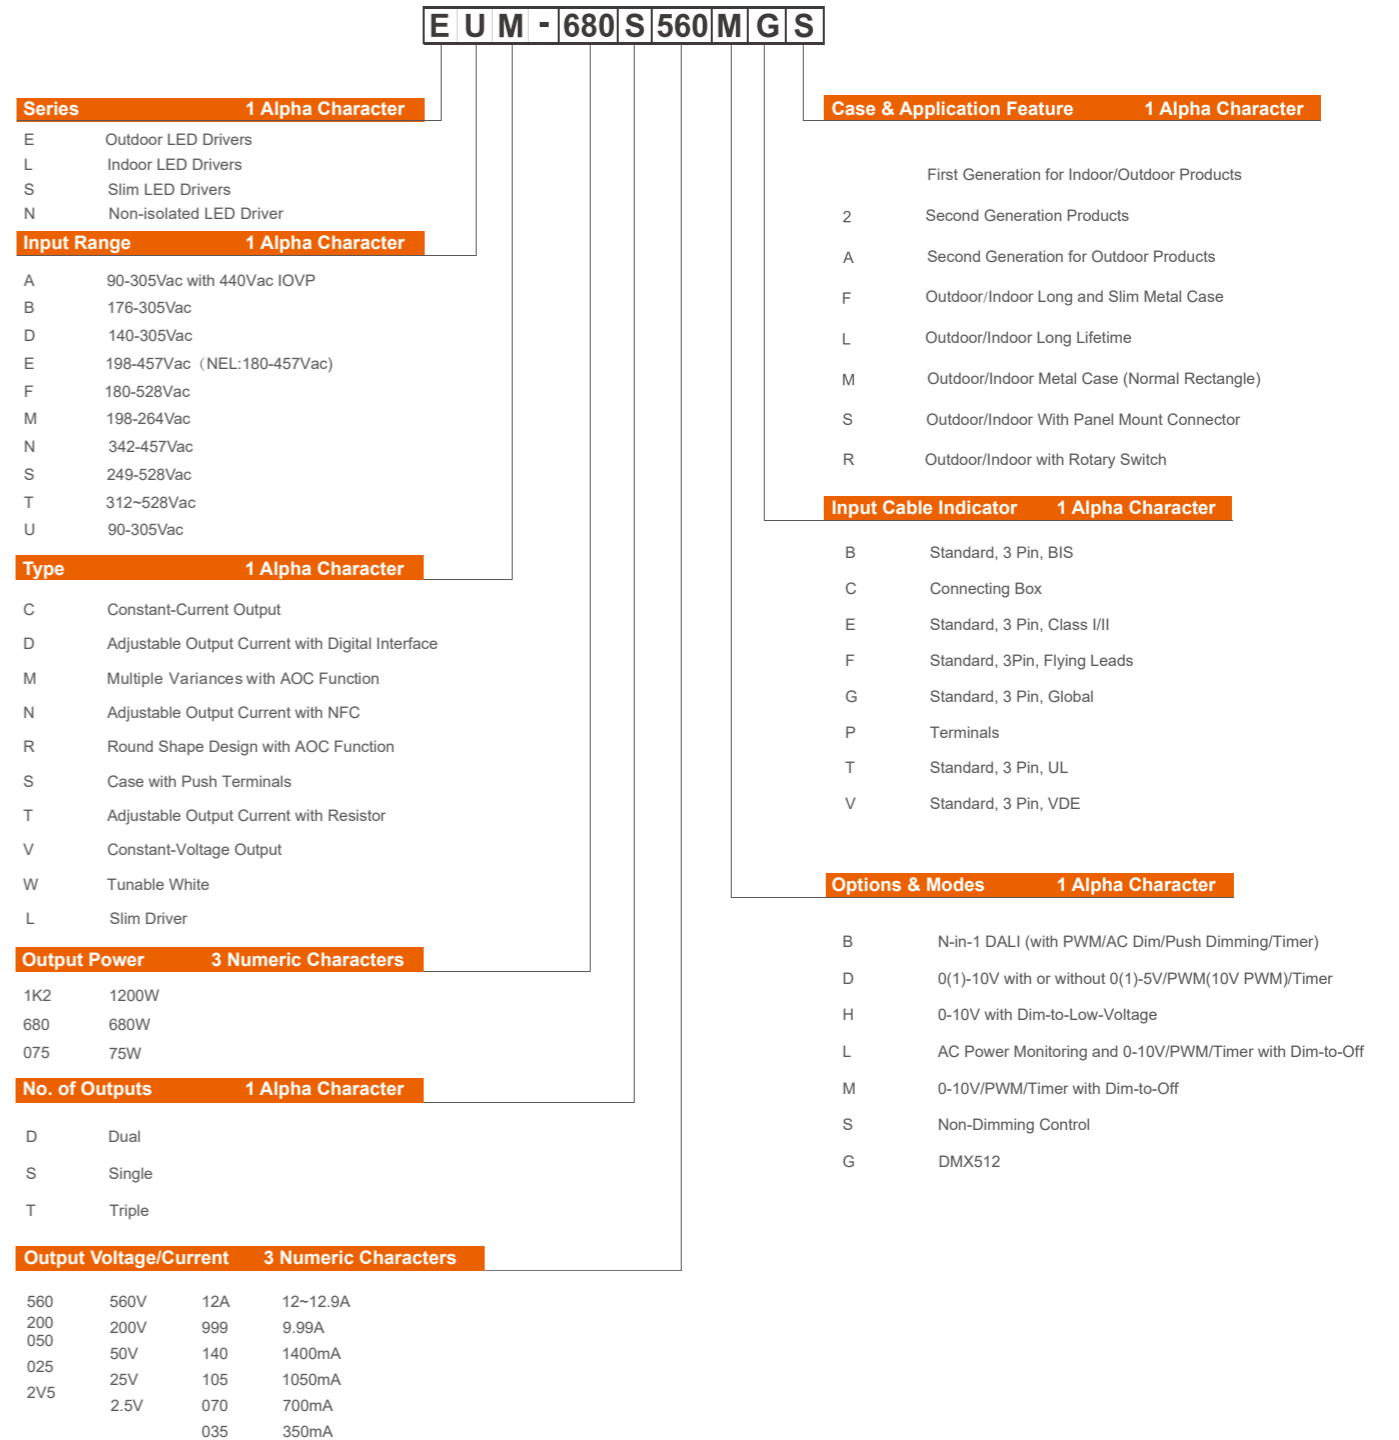 EUM-680S560MGS
Series 1 Alpha Character
E Outdoor LED Drivers
L Indoor LED Drivers
S Slim LED Drivers
N Non-isolated LED Driver
Input Range 1 Alpha Character
A 90-305Vac with 440Vac IOVP
B 176-305Vac
D 140-305Vac
E 198-457Vac（NEL:180-457Vac)
F 180-528Vac
M 198-264Vac
N 342-457Vac
S 249-528Vac
T 312~528Vac
U 90-305Vac
Type 1 Alpha Character
C Constant-Current Output
D Adjustable Output Current with Digital Interface
M Multiple Variances with AOC Function
N Adjustable Output Current with NFC
R Round Shape Design with AOC Function
S Case with Push Terminals
T Adjustable Output Current with Resistor
V Constant-Voltage Output
W Tunable White
L Slim Driver
Output Power 3 Numeric Characters
1K2 1200W
680 680W
075 75W
No. of Outputs 1 Alpha Character
D Dual
S Single
T Triple
Output Voltage/Current 3 Numeric Characters
560 560V 12A 12~12.9A
200 200V 999 9.99A
050 50V 140 1400mA
025 25V 105 1050mA
2V5 2.5V 070 700mA
035 350mA
Case & Application Feature 1 Alpha Character
First Generation for Indoor/Outdoor Products
2 Second Generation Products
A Second Generation for Outdoor Products
F Outdoor/Indoor Long and Slim Metal Case
L Outdoor/Indoor Long Lifetime
M Outdoor/Indoor Metal Case (Normal Rectangle)
S Outdoor/Indoor With Panel Mount Connector
R Outdoor/Indoor with Rotary Switch
Input Cable Indicator 1 Alpha Character
B Standard, 3 Pin, BIS
C Connecting Box
E Standard, 3 Pin, Class I/II
F Standard, 3Pin, Flying Leads
G Standard, 3 Pin, Global
P Terminals
T Standard, 3 Pin, UL
V Standard, 3 Pin, VDE
Options & Modes 1 Alpha Character
B N-in-1 DALI (with PWM/AC Dim/Push Dimming/Timer)
D 0(1)-10V with or without 0(1)-5V/PWM(10V PWM)/Timer
H 0-10V with Dim-to-Low-Voltage
L AC Power Monitoring and 0-10V/PWM/Timer with Dim-to-Off
M 0-10V/PWM/Timer with Dim-to-Off
S Non-Dimming Control
G DMX512